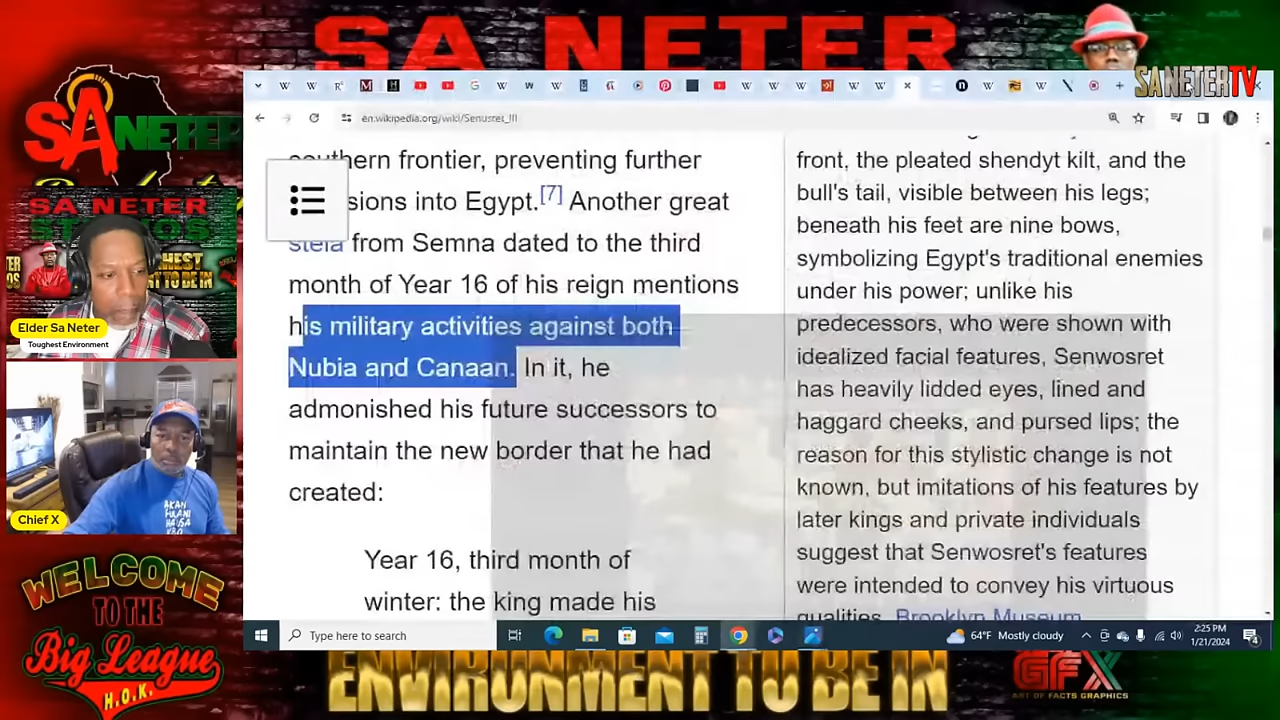 SA NETER
SANETERTV
SANETER
SA NETER
Elder Sa Neter
Toughest Environment
Chief X
AKAN
FULANI
HAUSA
WELCOME
TO THE
Big League
H.O.K.
en.wikipedia.org/wiki/Senusret_III
southern frontier, preventing further
sions into Egypt.[7] Another great
stela from Semna dated to the third
month of Year 16 of his reign mentions
his military activities against both
Nubia and Canaan. In it, he
admonished his future successors to
maintain the new border that he had
created:
Year 16, third month of
winter: the king made his
front, the pleated shendyt kilt, and the
bull's tail, visible between his legs;
beneath his feet are nine bows,
symbolizing Egypt's traditional enemies
under his power; unlike his
predecessors, who were shown with
idealized facial features, Senwosret
has heavily lidded eyes, lined and
haggard cheeks, and pursed lips; the
reason for this stylistic change is not
known, but imitations of his features by
later kings and private individuals
suggest that Senwosret's features
were intended to convey his virtuous
qualities. Brooklyn Museum
Type here to search
64°F Mostly cloudy
2:25 PM
1/21/2024
ENVIRONMENT TO BE IN
GFX
ART OF FACTS GRAPHICS